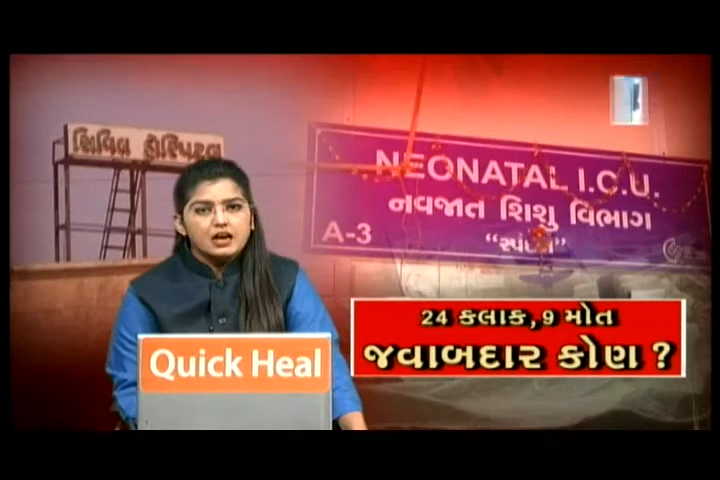 સિવિલ હોસ્પિટલ
NEONATAL I.C.U.
નવજાત શિશુ વિભાગ
A-3
24 કલાક,9 મોત
જવાબદાર કોણ ?
Quick Heal